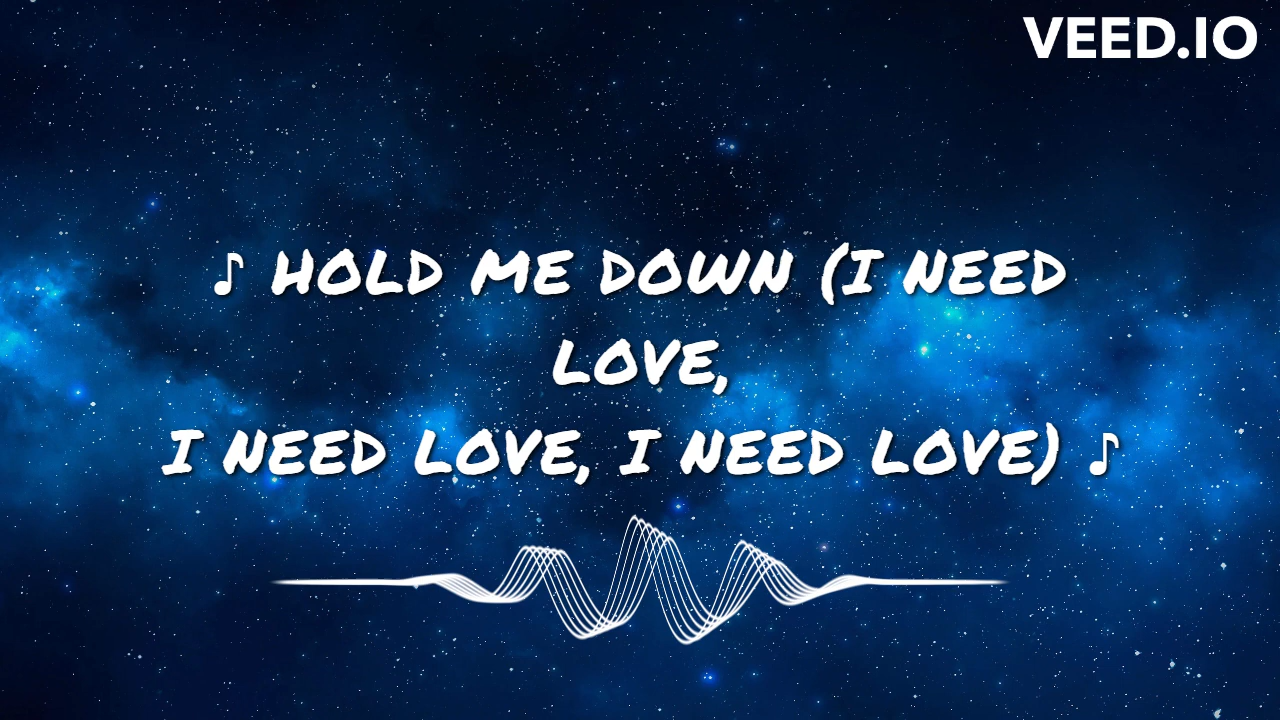 VEED.IO
♪ HOLD ME DOWN (I NEED
LOVE,
I NEED LOVE, I NEED LOVE) ♪